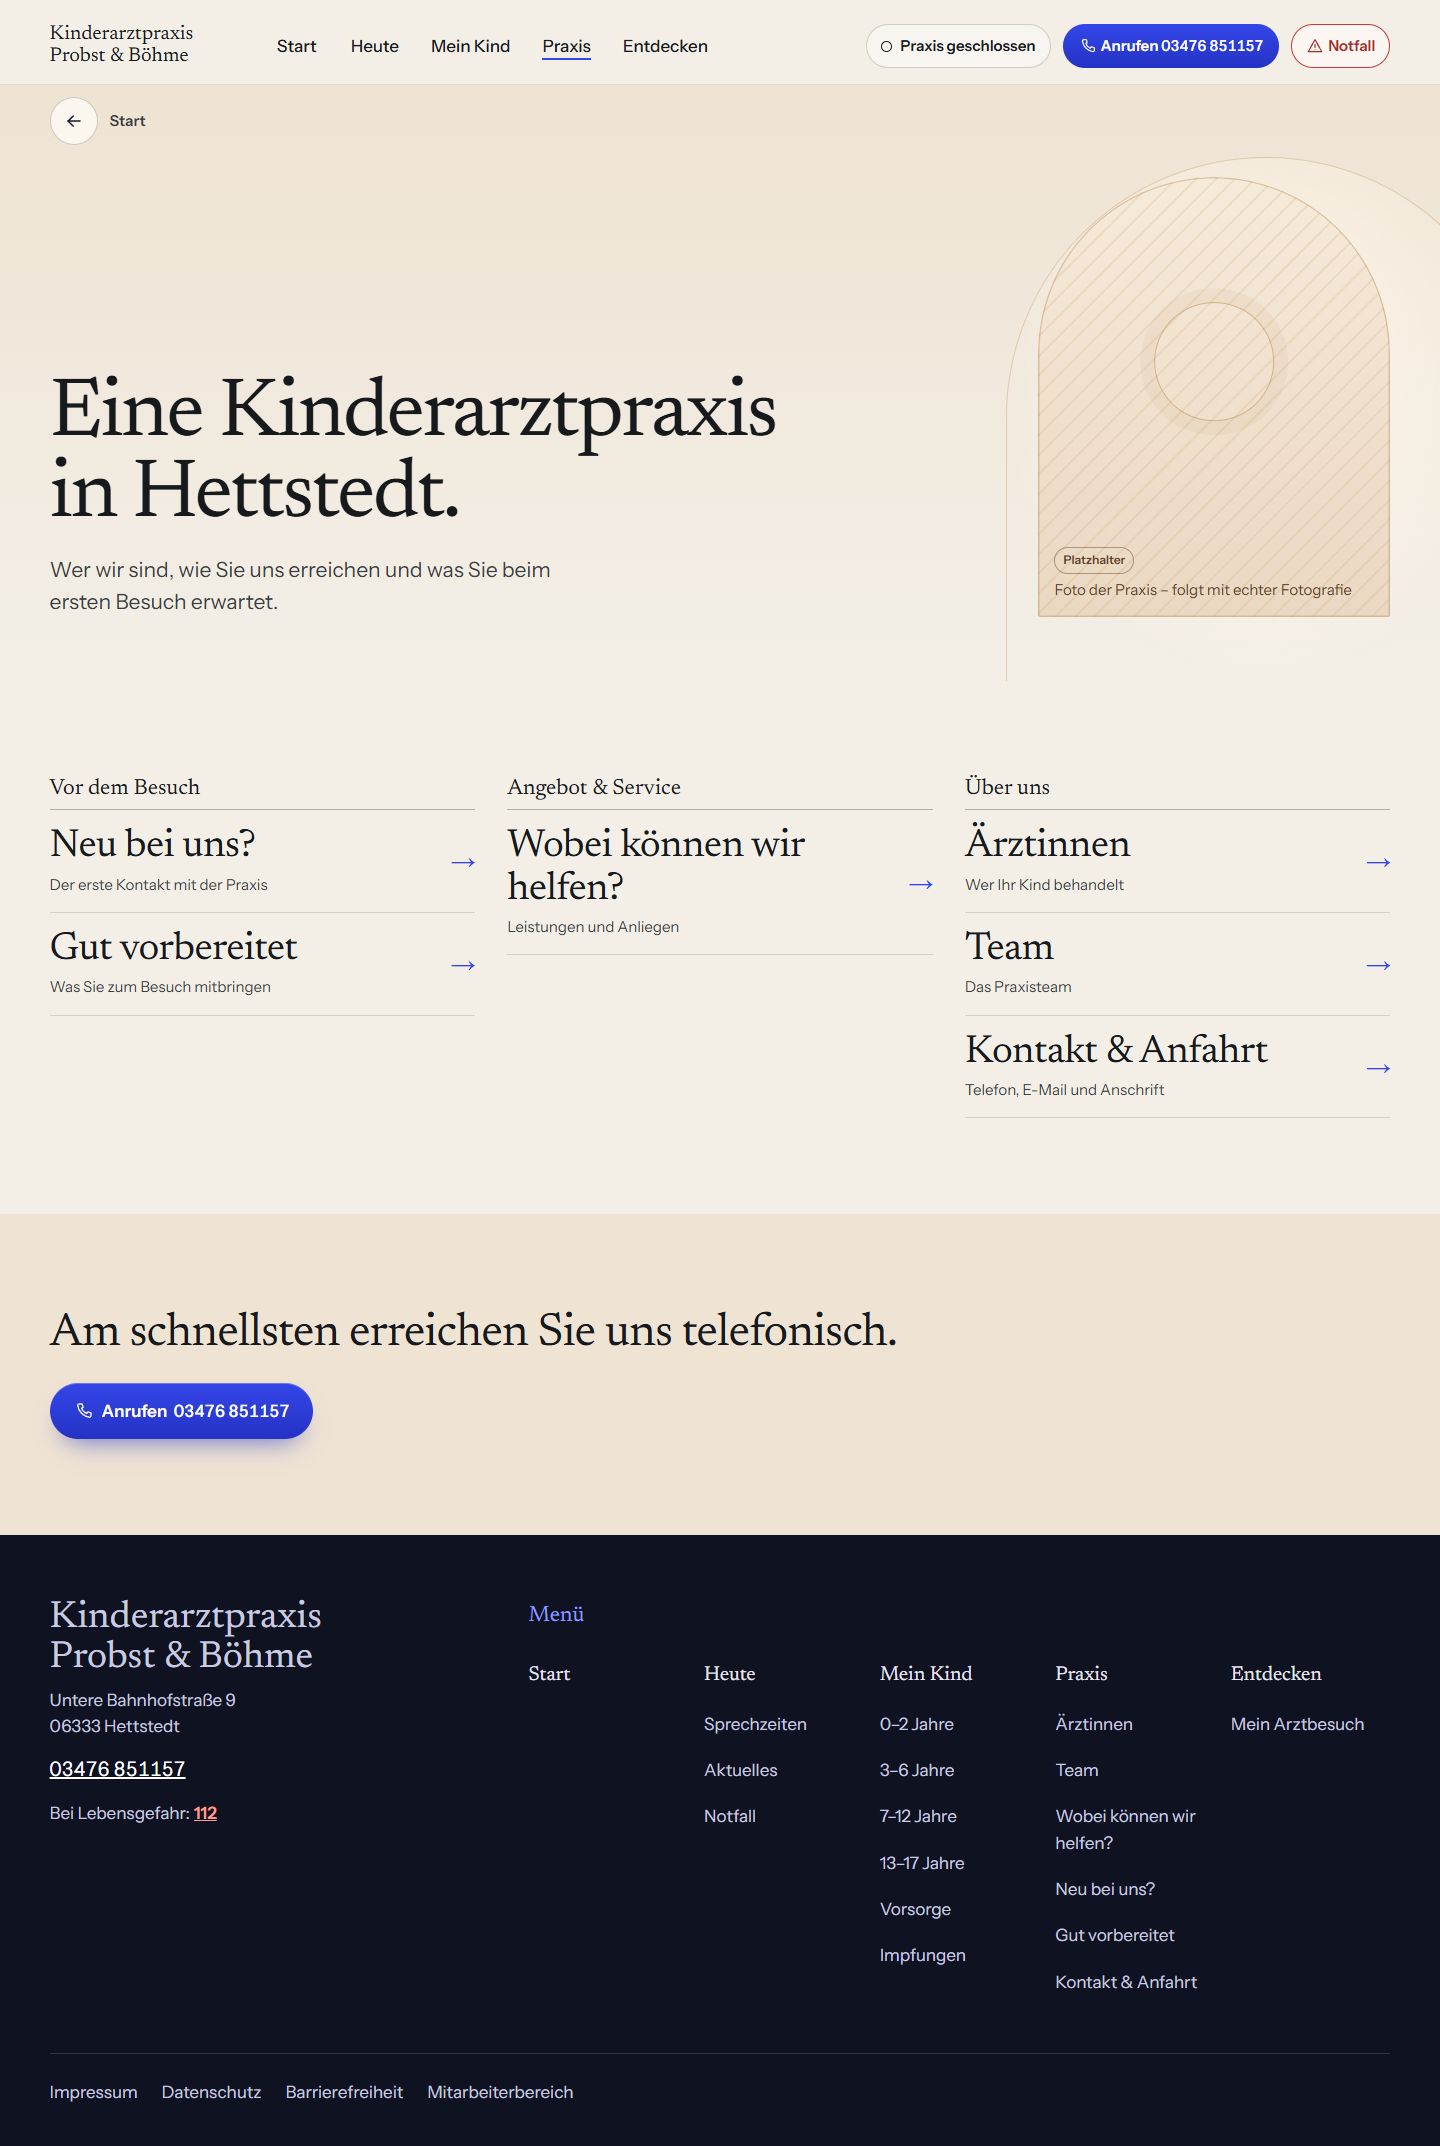 Kinderarztpraxis
Probst & Böhme
Start
Heute
Mein Kind
Praxis
Entdecken
Praxis geschlossen
Anrufen 03476 851157
Notfall
Start
Eine Kinderarztpraxis
in Hettstedt.
Wer wir sind, wie Sie uns erreichen und was Sie beim
ersten Besuch erwartet.
Platzhalter
Foto der Praxis – folgt mit echter Fotografie
Vor dem Besuch
Neu bei uns?
Der erste Kontakt mit der Praxis
Gut vorbereitet
Was Sie zum Besuch mitbringen
Angebot & Service
Wobei können wir
helfen?
Leistungen und Anliegen
Über uns
Ärztinnen
Wer Ihr Kind behandelt
Team
Das Praxisteam
Kontakt & Anfahrt
Telefon, E-Mail und Anschrift
Am schnellsten erreichen Sie uns telefonisch.
Anrufen 03476 851157
Kinderarztpraxis
Probst & Böhme
Untere Bahnhofstraße 9
06333 Hettstedt
03476 851157
Bei Lebensgefahr: 112
Menü
Start
Heute
Sprechzeiten
Aktuelles
Notfall
Mein Kind
0–2 Jahre
3–6 Jahre
7–12 Jahre
13–17 Jahre
Vorsorge
Impfungen
Praxis
Ärztinnen
Team
Wobei können wir
helfen?
Neu bei uns?
Gut vorbereitet
Kontakt & Anfahrt
Entdecken
Mein Arztbesuch
Impressum
Datenschutz
Barrierefreiheit
Mitarbeiterbereich